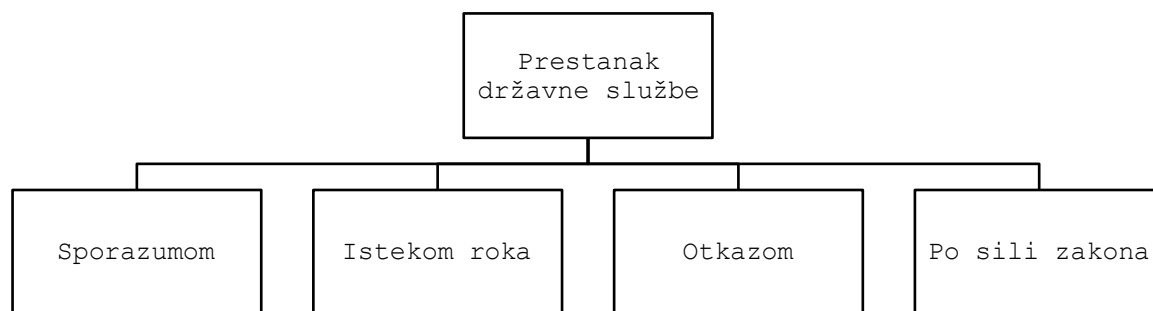 Prestanak
državne službe
Sporazumom
Istekom roka
Otkazom
Po sili zakona